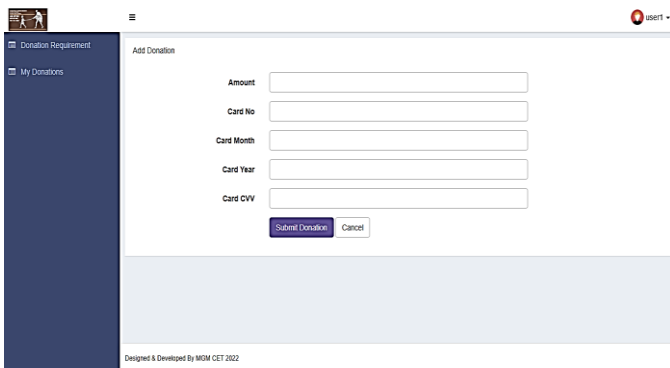 user1
Donation Requirement
My Donations
Add Donation
Amount
Card No
Card Month
Card Year
Card CVV
Submit Donation Cancel
Designed & Developed By MGM CET 2022